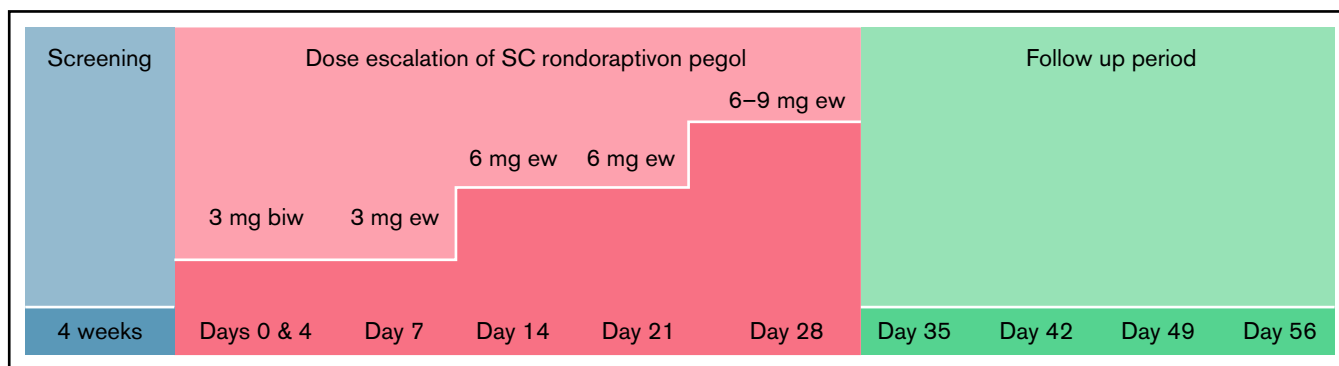 Screening
Dose escalation of SC rondoraptivon pegol
Follow up period
6–9 mg ew
6 mg ew
6 mg ew
3 mg biw
3 mg ew
4 weeks
Days 0 & 4
Day 7
Day 14
Day 21
Day 28
Day 35
Day 42
Day 49
Day 56